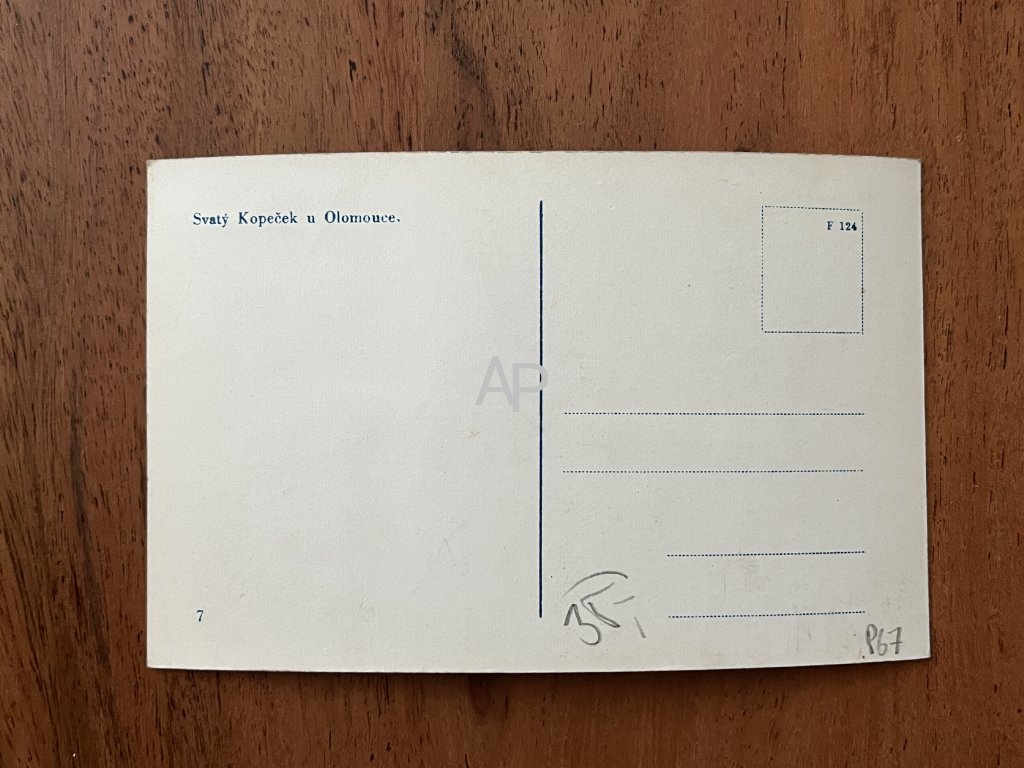 Svatý Kopeček u Olomouce.
F 124
AP
7
35,-
P67